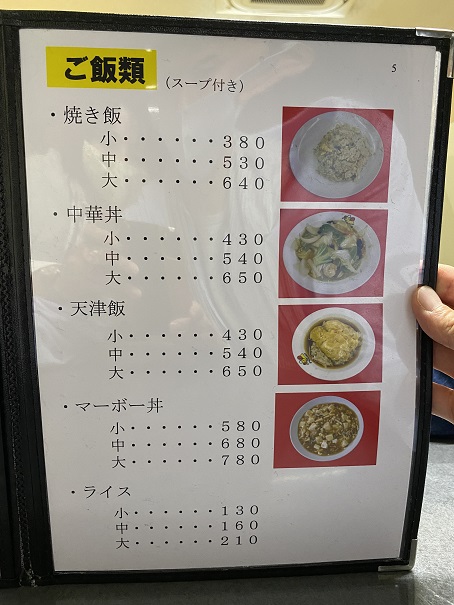 ご飯類 （スープ付き） 5
・焼き飯
小・・・・・・３８０
中・・・・・・５３０
大・・・・・・６４０
・中華丼
小・・・・・・４３０
中・・・・・・５４０
大・・・・・・６５０
・天津飯
小・・・・・・４３０
中・・・・・・５４０
大・・・・・・６５０
・マーボー丼
小・・・・・・５８０
中・・・・・・６８０
大・・・・・・７８０
・ライス
小・・・・・・１３０
中・・・・・・１６０
大・・・・・・２１０